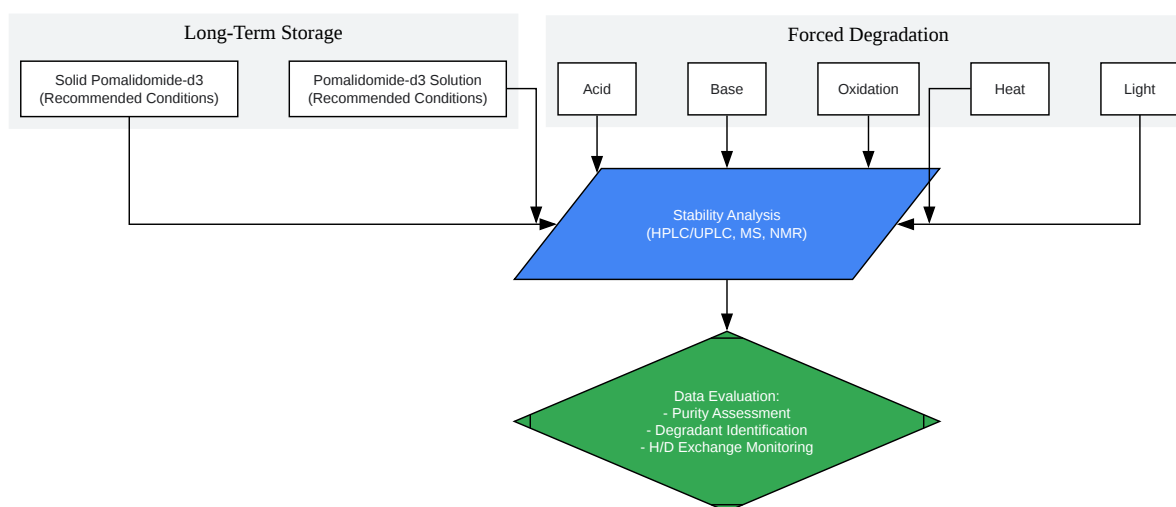 Long-Term Storage
Solid Pomalidomide-d3
(Recommended Conditions)
Pomalidomide-d3 Solution
(Recommended Conditions)
Forced Degradation
Acid
Base
Oxidation
Heat
Light
Stability Analysis
(HPLC/UPLC, MS, NMR)
Data Evaluation:
- Purity Assessment
- Degradant Identification
- H/D Exchange Monitoring